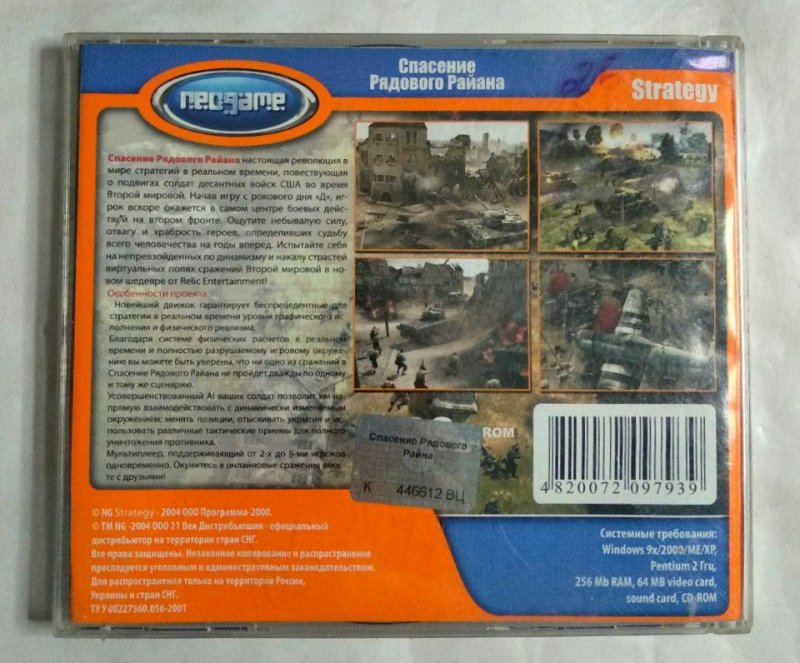 neogame
Спасение
Рядового Райана
Strategy
Спасение Рядового Райана настоящая революция в
мире стратегий в реальном времени, повествующая
о подвигах солдат десантных войск США во время
Второй мировой. Начав игру с рокового дня «Д», иг-
рок вскоре окажется в самом центре боевых дейс-
твий на втором фронте. Ощутите небывалую силу,
отвагу и храбрость героев, определивших судьбу
всего человечества на годы вперед. Испытайте себя
на непревзойденных по динамизму и накалу страстей
виртуальных полях сражений Второй мировой в но-
вом шедевре от Relic Entertainment!
Особенности проекта.
Новейший движок гарантирует беспрецедентные для
стратегии в реальном времени уровни графического ис-
полнения и физического реализма.
Благодаря системе физических расчетов в реальном
времени и полностью разрушаемому игровому окруже-
нию вы можете быть уверены, что ни одно из сражений в
Спасение Рядового Райана не пройдет дважды по одному
и тому же сценарию.
Усовершенствованный AI ваших солдат позволит им на-
прямую взаимодействовать с динамически изменяемым
окружением: менять позиции, отыскивать укрытия и ис-
пользовать различные тактические приемы для полного
уничтожения противника.
Мультиплеер, поддерживающий от 2-х до 8-ми игроков
одновременно. Окунитесь в онлайновые сражения вмес-
те с друзьями!
ROM
Спасение Рядового
Райна
К 446612 ВЦ
4820072097939
© NG Strategy - 2004 ООО Программа-2000.
© TM NG -2004 ООО 21 Век Дистрибьюшин - официальный
дистрибьютор на территории стран СНГ.
Все права защищены. Незаконное копирование и распространение
преследуется уголовным и административным законодательством.
Для распространения только на территории России,
Украины и стран СНГ.
ТУ У 00227560.056-2001
Системные требования:
Windows 9x/2000/ME/XP,
Pentium 2 Ггц,
256 Mb RAM, 64 MB video card,
sound card, CD-ROM